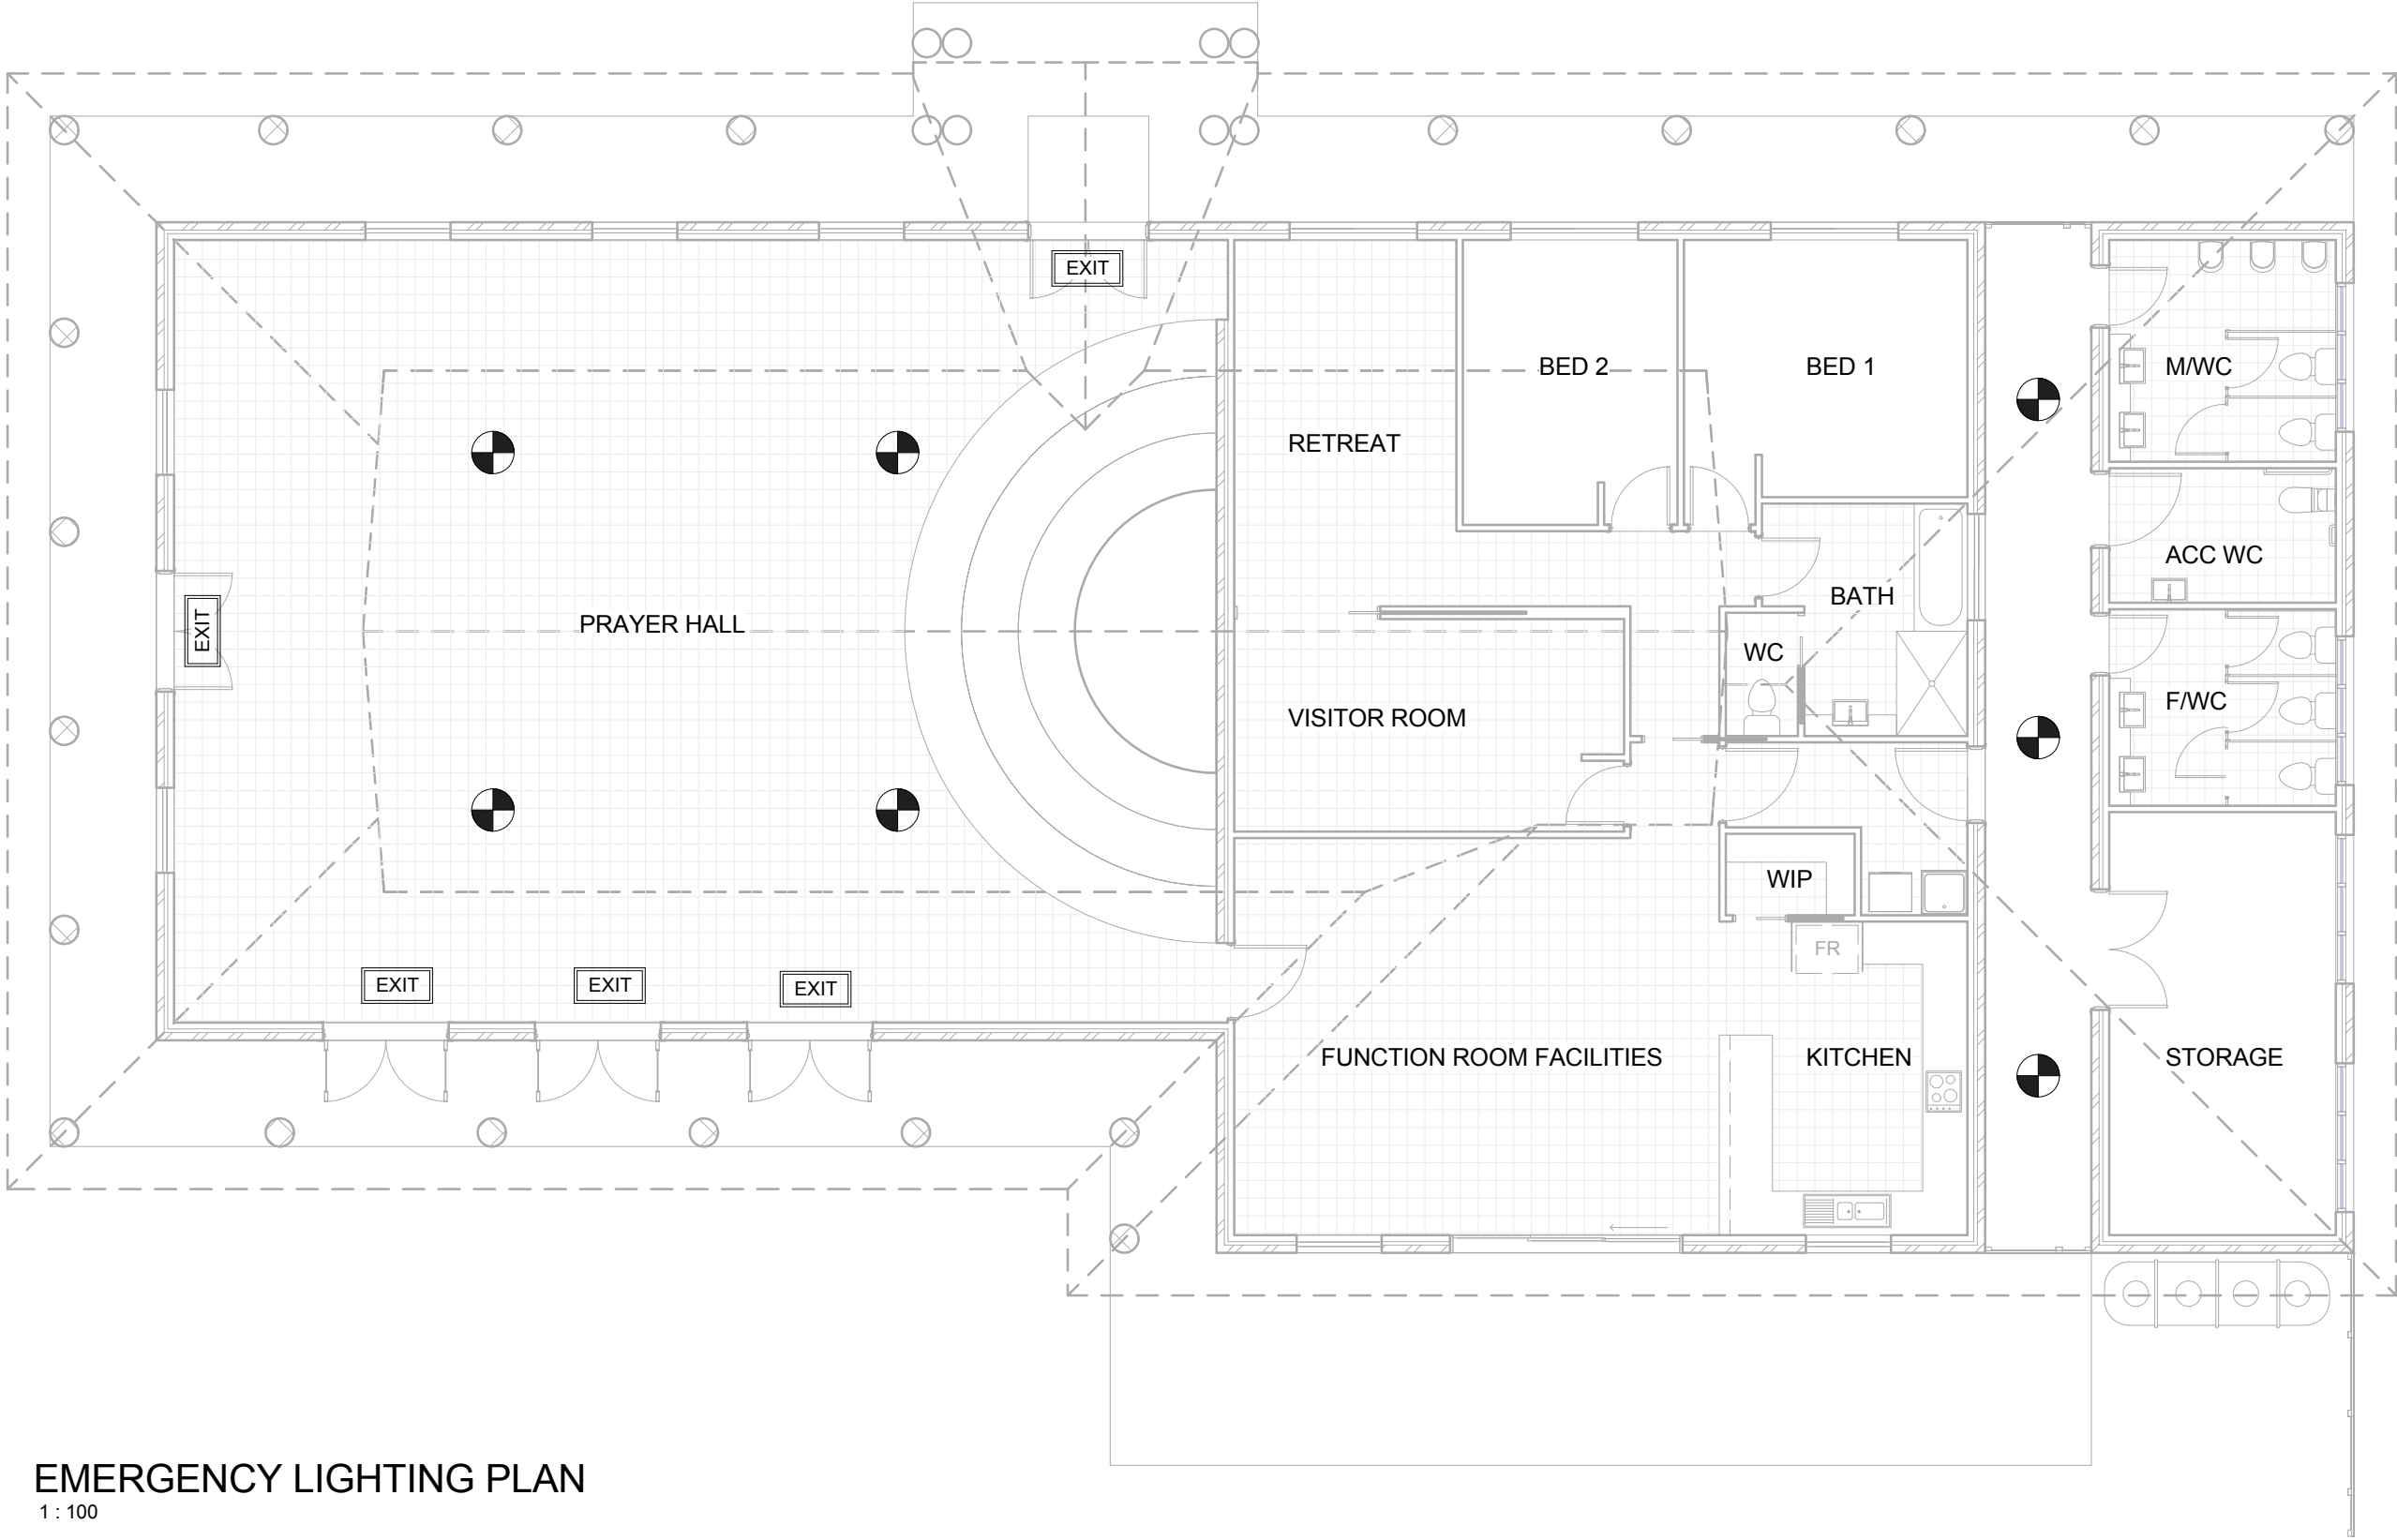 EXIT
BED 2
BED 1
M/WC
RETREAT
ACC WC
BATH
EXIT
PRAYER HALL
WC
F/WC
VISITOR ROOM
WIP
FR
EXIT
EXIT
EXIT
FUNCTION ROOM FACILITIES
KITCHEN
STORAGE
EMERGENCY LIGHTING PLAN
1 : 100